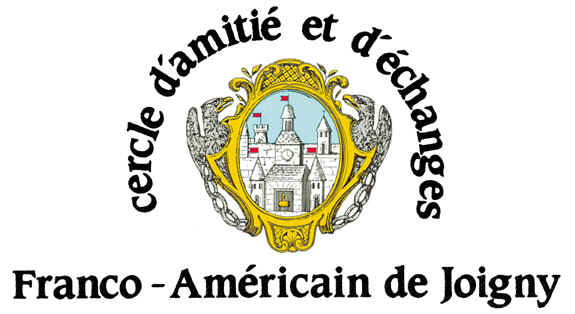 cercle d'amitié et d'échanges
Franco - Américain de Joigny